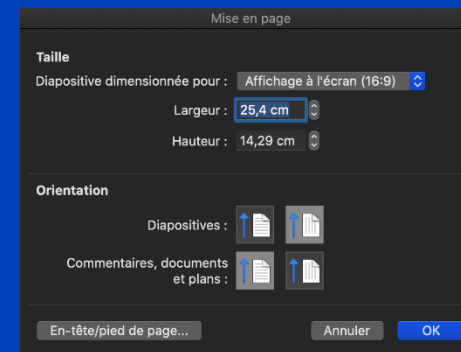 Mise en page
Taille
Diapositive dimensionnée pour : Affichage à l'écran (16:9)
Largeur : 25,4 cm
Hauteur : 14,29 cm
Orientation
Diapositives :
Commentaires, documents
et plans :
En-tête/pied de page... Annuler OK